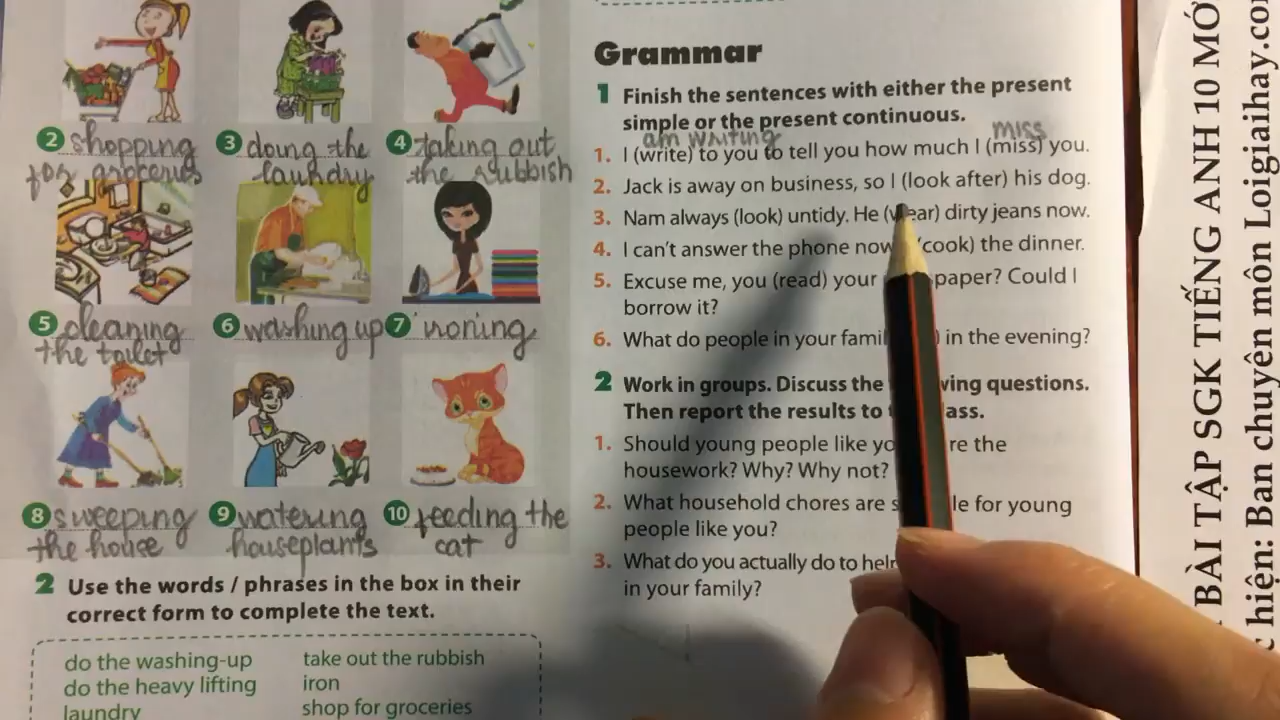 2 shopping
for groceries
3 doing the
laundry
4 taking out
the rubbish
5 cleaning
the toilet
6 washing up
7 ironing
8 sweeping
the house
9 watering
houseplants
10 feeding the
cat
2 Use the words / phrases in the box in their
correct form to complete the text.
do the washing-up take out the rubbish
do the heavy lifting iron
laundry shop for groceries
Grammar
1 Finish the sentences with either the present
simple or the present continuous.
am writing miss
1. I (write) to you to tell you how much I (miss) you.
2. Jack is away on business, so I (look after) his dog.
3. Nam always (look) untidy. He (wear) dirty jeans now.
4. I can't answer the phone now (cook) the dinner.
5. Excuse me, you (read) your paper? Could I
borrow it?
6. What do people in your in the evening?
2 Work in groups. Discuss the questions.
Then report the results to
1. Should young people like the
housework? Why? Why not?
2. What household chores are for young
people like you?
3. What do you actually do to
in your family?
BÀI TẬP SGK TIẾNG ANH 10 MỚ
hiện: Ban chuyên môn Loigiaihay.co